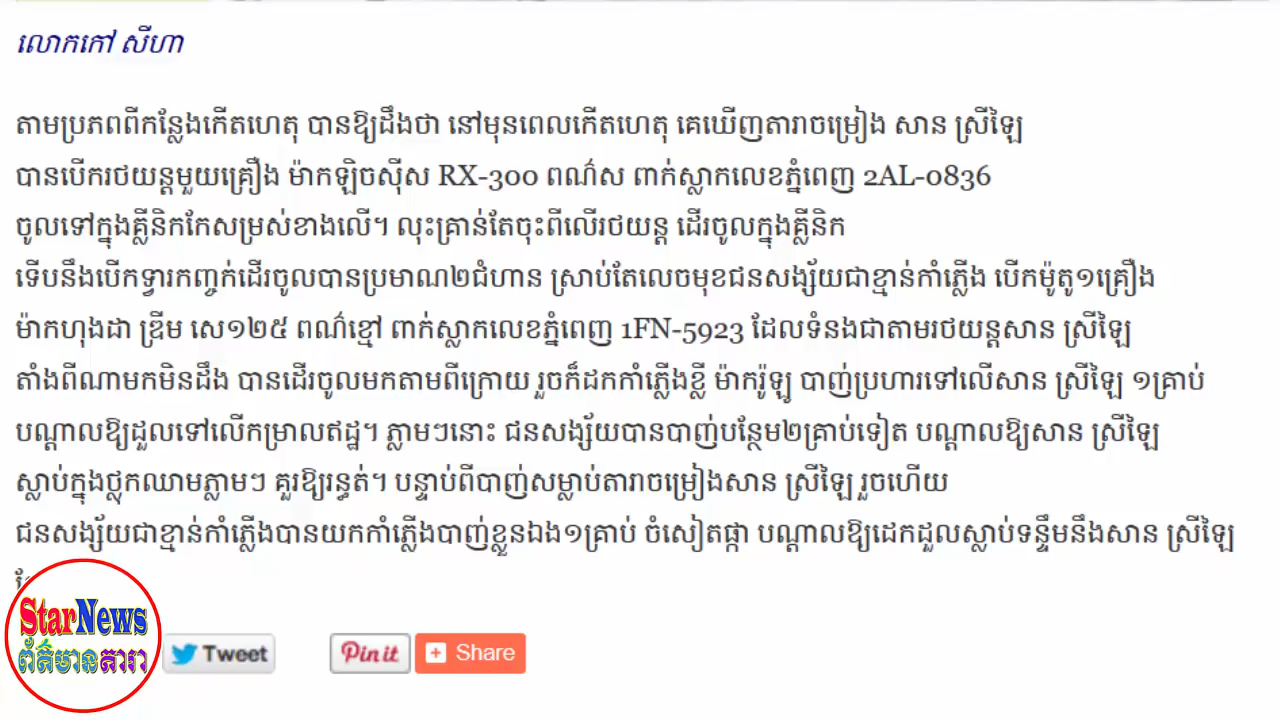 លោកកៅ សីហា
តាមប្រភពពីកន្លែងកើតហេតុ បានឱ្យដឹងថា នៅមុនពេលកើតហេតុ គេឃើញតារាចម្រៀង សាន ស្រីឡៃ
បានបើករថយន្តមួយគ្រឿង ម៉ាកឡិចស៊ីស RX-300 ពណ៌ស ពាក់ស្លាកលេខភ្នំពេញ 2AL-0836
ចូលទៅក្នុងគ្លីនិកកែសម្រស់ខាងលើ។ លុះគ្រាន់តែចុះពីលើរថយន្ត ដើរចូលក្នុងគ្លីនិក
ទើបនឹងបើកទ្វារកញ្ចក់ដើរចូលបានប្រមាណ២ជំហាន ស្រាប់តែលេចមុខជនសង្ស័យជាខ្មាន់កាំភ្លើង បើកម៉ូតូ១គ្រឿង
ម៉ាកហុងដា ឌ្រីម សេ១២៥ ពណ៌ខ្មៅ ពាក់ស្លាកលេខភ្នំពេញ 1FN-5923 ដែលទំនងជាតាមរថយន្តសាន ស្រីឡៃ
តាំងពីណាមកមិនដឹង បានដើរចូលមកតាមពីក្រោយ រួចក៏ដកកាំភ្លើងខ្លី ម៉ាករ៉ូឡូ បាញ់ប្រហារទៅលើសាន ស្រីឡៃ ១គ្រាប់
បណ្តាលឱ្យដួលទៅលើកម្រាលឥដ្ឋ។ ភ្លាមៗនោះ ជនសង្ស័យបានបាញ់បន្ថែម២គ្រាប់ទៀត បណ្តាលឱ្យសាន ស្រីឡៃ
ស្លាប់ក្នុងថ្លុកឈាមភ្លាមៗ គួរឱ្យរន្ធត់។ បន្ទាប់ពីបាញ់សម្លាប់តារាចម្រៀងសាន ស្រីឡៃ រួចហើយ
ជនសង្ស័យជាខ្មាន់កាំភ្លើងបានយកកាំភ្លើងបាញ់ខ្លួនឯង១គ្រាប់ ចំសៀតផ្កា បណ្តាលឱ្យដេកដួលស្លាប់ទន្ទឹមនឹងសាន ស្រីឡៃ
StarNews
ព័ត៌មានតារា
Tweet
Pin it
Share